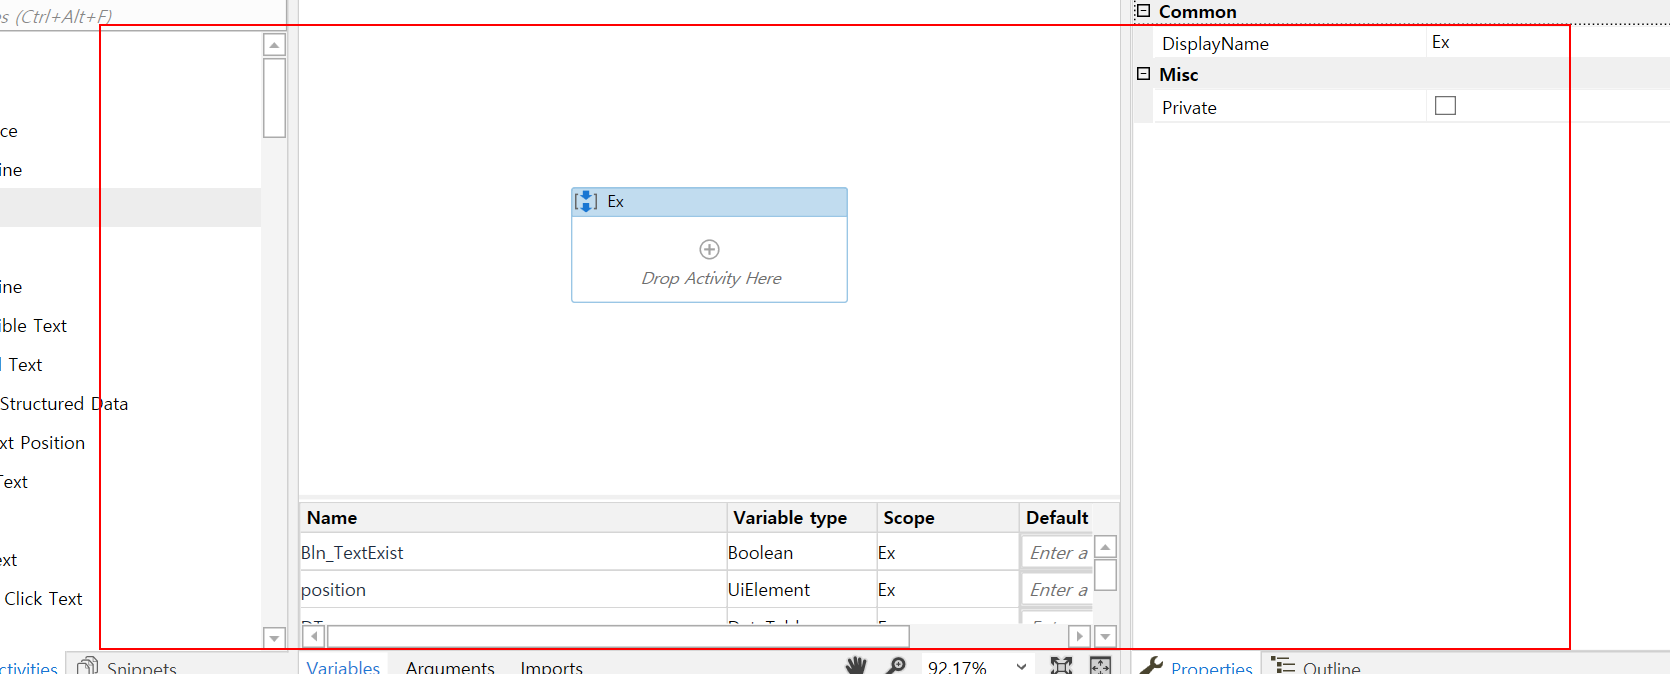 s (Ctrl+Alt+F)
ce
ine
ine
ible Text
Text
Structured Data
xt Position
Text
ext
Click Text
ctivities
Snippets
Ex
Drop Activity Here
Name Variable type Scope Default
Bln_TextExist Boolean Ex Enter a
position UiElement Ex Enter a
Variables Arguments Imports 92.17%
Common
DisplayName Ex
Misc
Private
Properties Outline